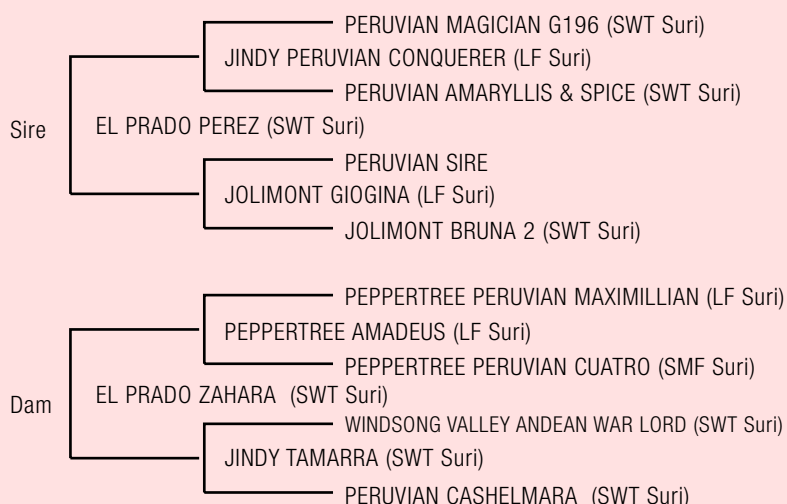 PERUVIAN MAGICIAN G196 (SWT Suri)
JINDY PERUVIAN CONQUERER (LF Suri)
PERUVIAN AMARYLLIS & SPICE (SWT Suri)
Sire
EL PRADO PEREZ (SWT Suri)
PERUVIAN SIRE
JOLIMONT GIOGINA (LF Suri)
JOLIMONT BRUNA 2 (SWT Suri)
PEPPERTREE PERUVIAN MAXIMILLIAN (LF Suri)
PEPPERTREE AMADEUS (LF Suri)
PEPPERTREE PERUVIAN CUATRO (SMF Suri)
Dam
EL PRADO ZAHARA (SWT Suri)
WINDSONG VALLEY ANDEAN WAR LORD (SWT Suri)
JINDY TAMARRA (SWT Suri)
PERUVIAN CASHELMARA (SWT Suri)